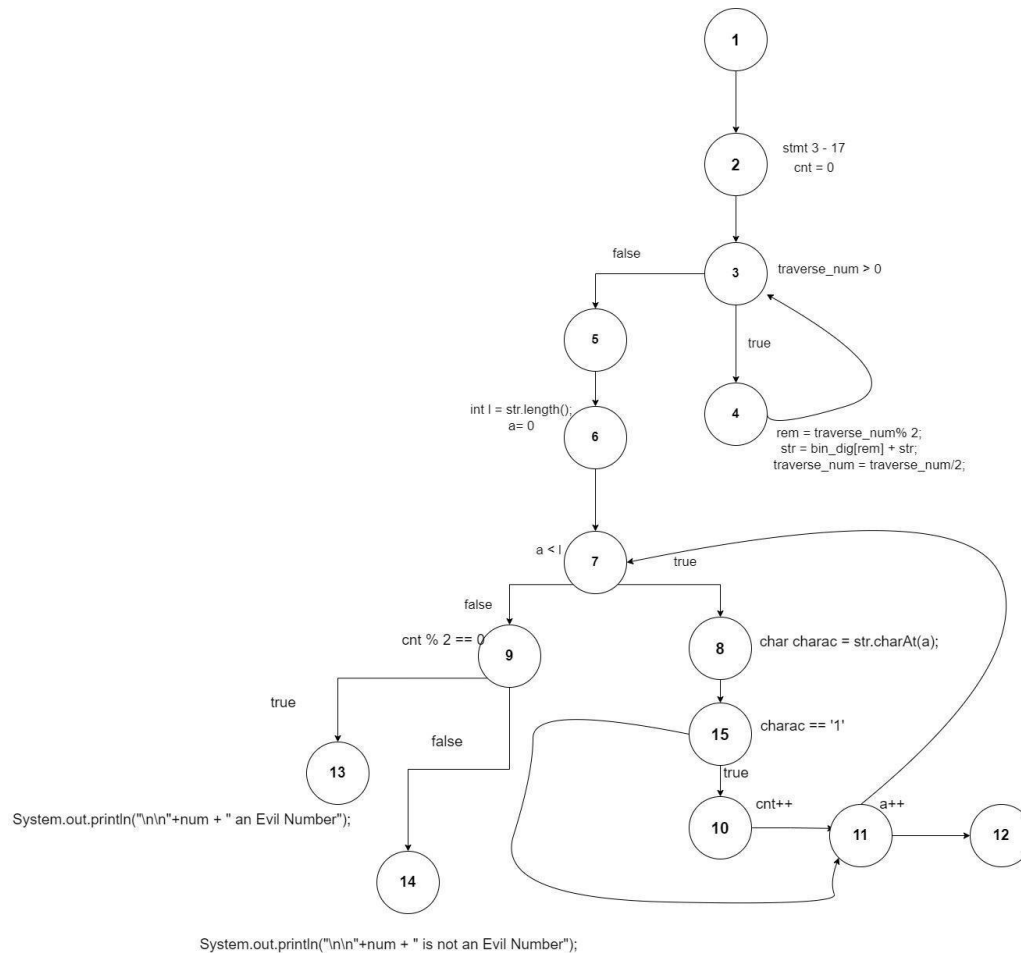 1
2
stmt 3 - 17
cnt = 0
false
3
traverse_num > 0
5
true
int l = str.length();
a= 0
6
4
rem = traverse_num% 2;
str = bin_dig[rem] + str;
traverse_num = traverse_num/2;
a < l
7
true
false
cnt % 2 == 0
9
8
char charac = str.charAt(a);
true
false
15
charac == '1'
13
true
System.out.println("\n\n"+num + " an Evil Number");
10
cnt++
11
a++
12
14
System.out.println("\n\n"+num + " is not an Evil Number");